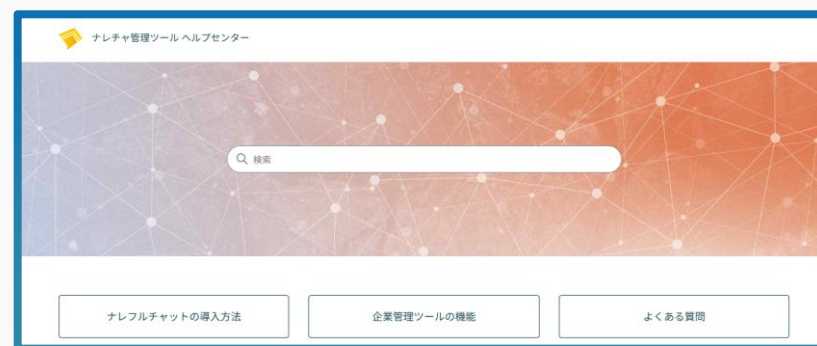 ナレチャ管理ツール ヘルプセンター
検索
ナレフルチャットの導入方法
企業管理ツールの機能
よくある質問